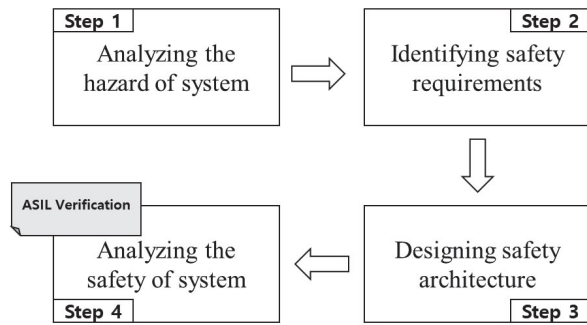 Step 1
Analyzing the
hazard of system
Step 2
Identifying safety
requirements
Designing safety
architecture
Step 3
ASIL Verification
Analyzing the
safety of system
Step 4